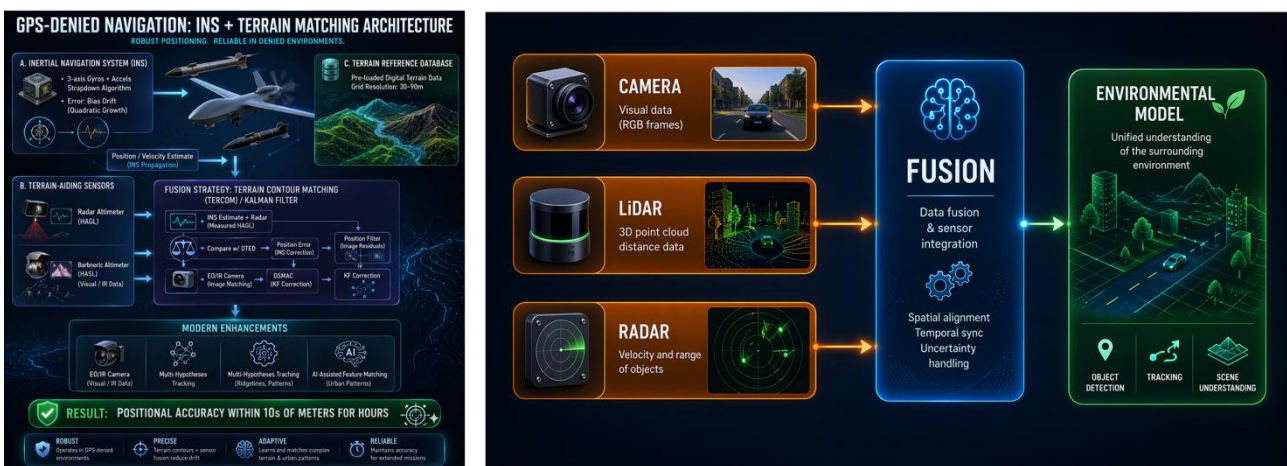 GPS-DENIED NAVIGATION: INS + TERRAIN MATCHING ARCHITECTURE
ROBUST POSITIONING. RELIABLE IN DENIED ENVIRONMENTS.
A. INERTIAL NAVIGATION SYSTEM (INS)
• 3-axis Gyros + Accels
Strapdown Algorithm
• Error: Bias Drift
(Quadratic Growth)
C. TERRAIN REFERENCE DATABASE
Pre-loaded Digital Terrain Data
Grid Resolution: 30-90m
Position / Velocity Estimate
(INS Propagation)
B. TERRAIN-AIDING SENSORS
Radar Altimeter
(HAGL)
Barbnoric Altimeter
(HASL)
(Visual / IR Data)
FUSION STRATEGY: TERRAIN CONTOUR MATCHING
(TERCOM) / KALMAN FILTER
INS Estimate + Radar
(Measured HAGL)
Compare w/ DTED
Position Error
(INS Correction)
Position Filter
(Image Residuals)
EO/IR Camera
(Image Matching)
DSMAC
(KF Correction)
KF Correction
MODERN ENHANCEMENTS
EO/IR Camera
(Visual / IR Data)
Multi-Hypotheses
Tracking
Multi-Hypotheses Tracking
(Ridgelines, Patterns)
AI
AI-Assisted Feature Matching
(Urban Patterns)
RESULT: POSITIONAL ACCURACY WITHIN 10s OF METERS FOR HOURS
ROBUST
Operates in GPS-denied
environments
PRECISE
Terrain contours + sensor
fusion reduce drift
ADAPTIVE
Learns and matches complex
terrain & urban patterns
RELIABLE
Maintains accuracy
for extended missions
CAMERA
Visual data
(RGB frames)
LiDAR
3D point cloud
distance data
RADAR
Velocity and range
of objects
FUSION
Data fusion
& sensor
integration
Spatial alignment
Temporal sync
Uncertainty
handling
ENVIRONMENTAL
MODEL
Unified understanding
of the surrounding
environment
OBJECT
DETECTION
TRACKING
SCENE
UNDERSTANDING